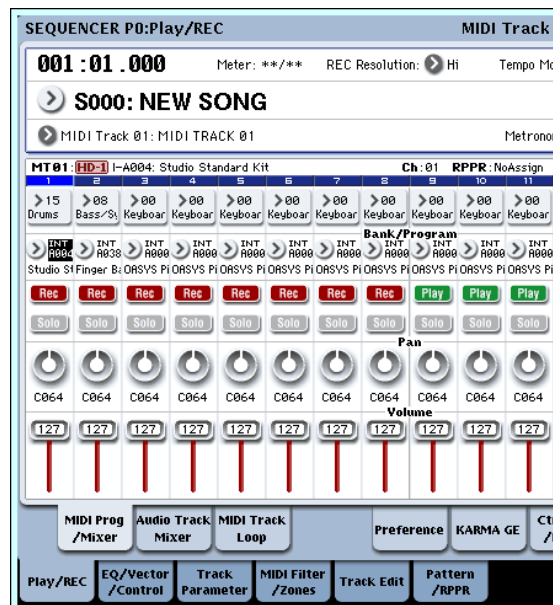 SEQUENCER P0:Play/REC MIDI Track
001:01.000 Meter: **/** REC Resolution: Hi Tempo Mo
S000: NEW SONG
MIDI Track 01: MIDI TRACK 01 Metrono
MT01: HD-1 I-A004: Studio Standard Kit Ch:01 RPPR:NoAssign
1 2 3 4 5 6 7 8 9 10 11
15 08 00 00 00 00 00 00 00 00 00
Drums Bass/Sy Keyboar Keyboar Keyboar Keyboar Keyboar Keyboar Keyboar Keyboar Keyboar
Bank/Program
INT INT INT INT INT INT INT INT INT INT INT
A004 A038 A000 A000 A000 A000 A000 A000 A000 A000 A000
Studio St Finger Ba OASYS Pi OASYS Pi OASYS Pi OASYS Pi OASYS Pi OASYS Pi OASYS Pi OASYS Pi OASYS Pi
Rec Rec Rec Rec Rec Rec Rec Rec Play Play Play
Solo Solo Solo Solo Solo Solo Solo Solo Solo Solo Solo
Pan
C064 C064 C064 C064 C064 C064 C064 C064 C064 C064 C064
Volume
127 127 127 127 127 127 127 127 127 127 127
MIDI Prog Audio Track MIDI Track Preference KARMA GE Ct
/Mixer Mixer Loop /
Play/REC EQ/Vector Track MIDI Filter Track Edit Pattern
/Control Parameter /Zones /RPPR